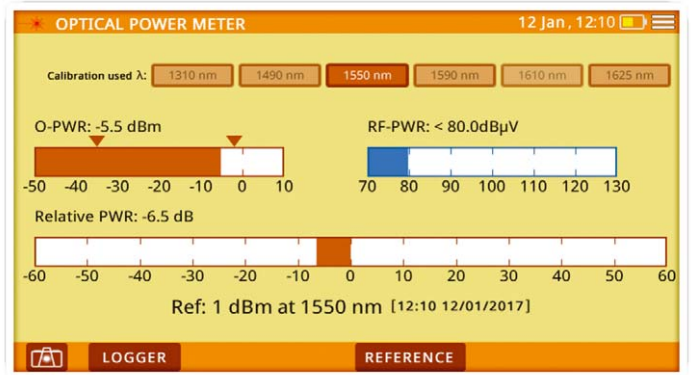 OPTICAL POWER METER 12 Jan, 12:10
Calibration used λ: 1310 nm 1490 nm 1550 nm 1590 nm 1610 nm 1625 nm
O-PWR: -5.5 dBm RF-PWR: < 80.0dBµV
-50 -40 -30 -20 -10 0 10 70 80 90 100 110 120 130
Relative PWR: -6.5 dB
-60 -50 -40 -30 -20 -10 0 10 20 30 40 50 60
Ref: 1 dBm at 1550 nm [12:10 12/01/2017]
LOGGER REFERENCE